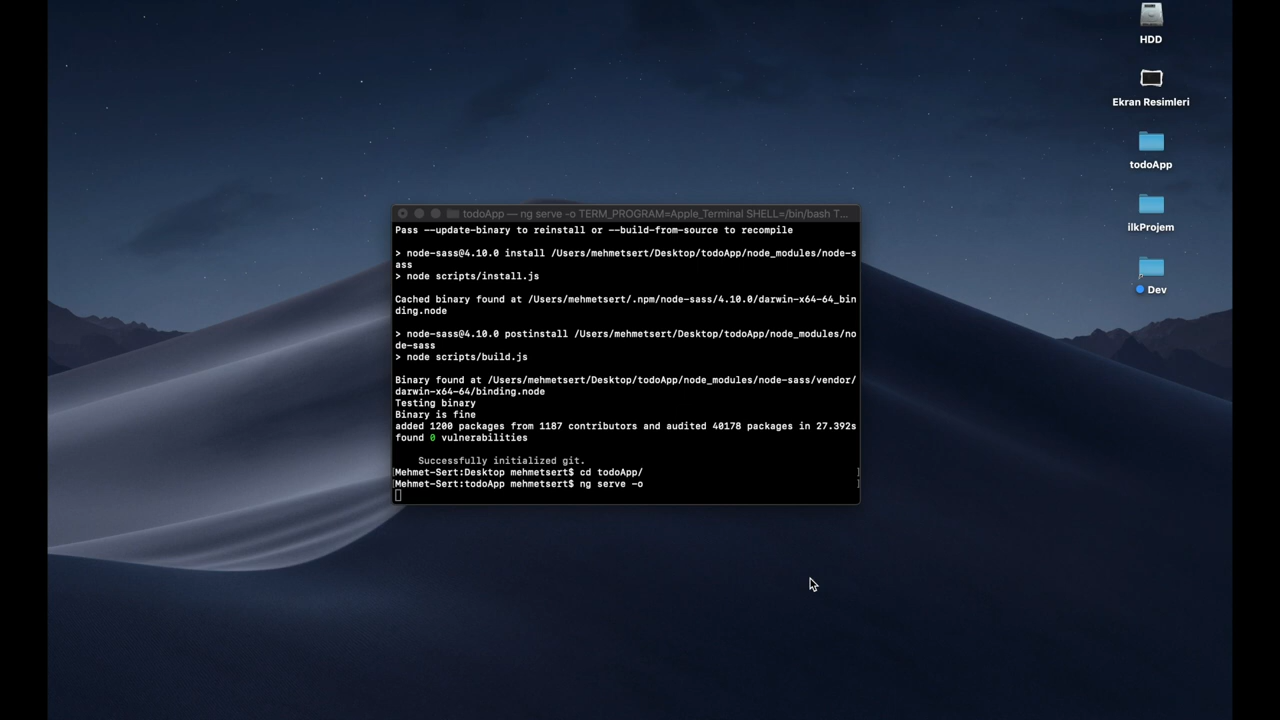 HDD
Ekran Resimleri
todoApp
ilkProjem
Dev
todoApp — ng serve -o TERM_PROGRAM=Apple_Terminal SHELL=/bin/bash T...
Pass --update-binary to reinstall or --build-from-source to recompile
> node-sass@4.10.0 install /Users/mehmetsert/Desktop/todoApp/node_modules/node-s
ass
> node scripts/install.js
Cached binary found at /Users/mehmetsert/.npm/node-sass/4.10.0/darwin-x64-64_bin
ding.node
> node-sass@4.10.0 postinstall /Users/mehmetsert/Desktop/todoApp/node_modules/no
de-sass
> node scripts/build.js
Binary found at /Users/mehmetsert/Desktop/todoApp/node_modules/node-sass/vendor/
darwin-x64-64/binding.node
Testing binary
Binary is fine
added 1200 packages from 1187 contributors and audited 40178 packages in 27.392s
found 0 vulnerabilities
Successfully initialized git.
[Mehmet-Sert:Desktop mehmetsert$ cd todoApp/ ]
[Mehmet-Sert:todoApp mehmetsert$ ng serve -o ]